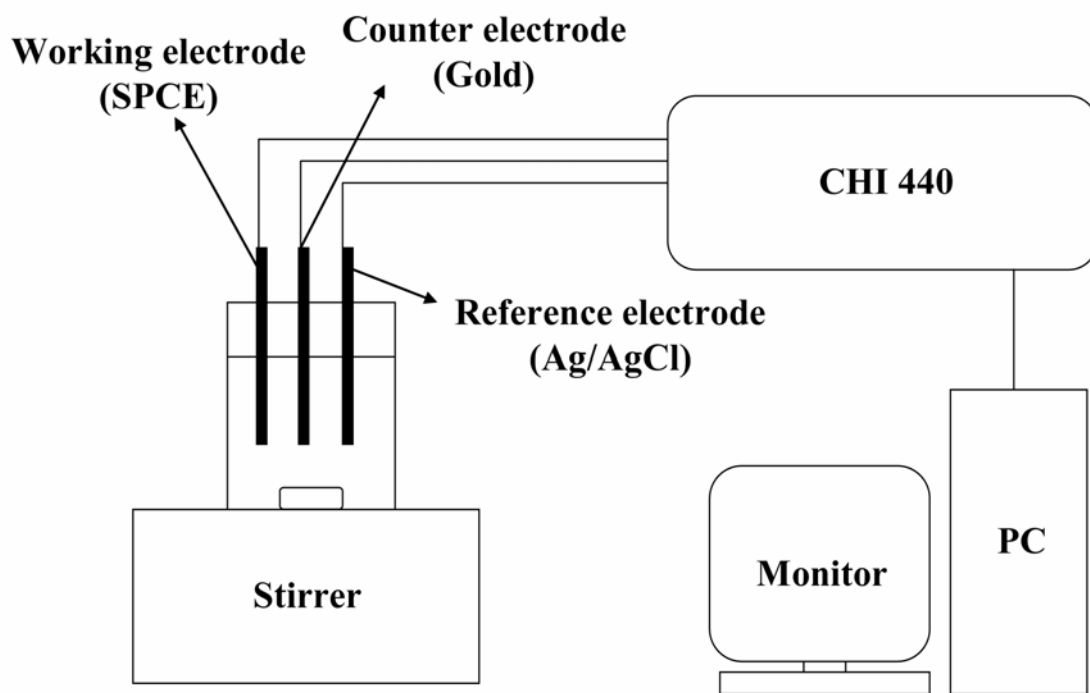 Working electrode
(SPCE)
Counter electrode
(Gold)
CHI 440
Reference electrode
(Ag/AgCl)
Stirrer
Monitor
PC